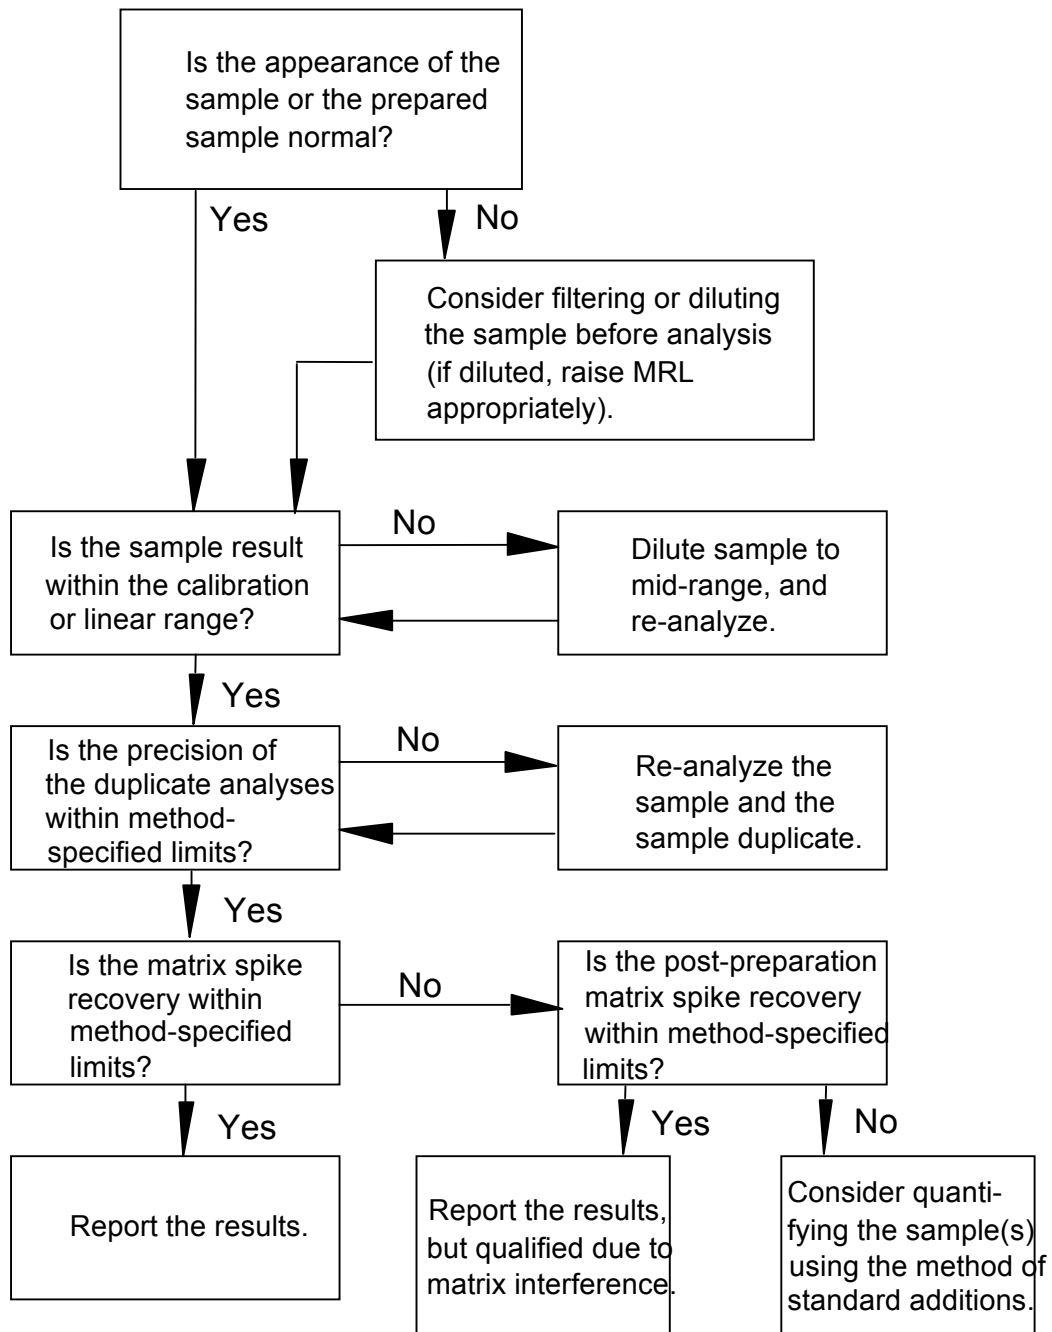 Is the appearance of the
sample or the prepared
sample normal?
Yes
No
Consider filtering or diluting
the sample before analysis
(if diluted, raise MRL
appropriately).
Is the sample result
within the calibration
or linear range?
No
Dilute sample to
mid-range, and
re-analyze.
Yes
Is the precision of
the duplicate analyses
within method-
specified limits?
No
Re-analyze the
sample and the
sample duplicate.
Yes
Is the matrix spike
recovery within
method-specified
limits?
No
Is the post-preparation
matrix spike recovery
within method-specified
limits?
Yes
Yes
No
Report the results.
Report the results,
but qualified due to
matrix interference.
Consider quanti-
fying the sample(s)
using the method of
standard additions.